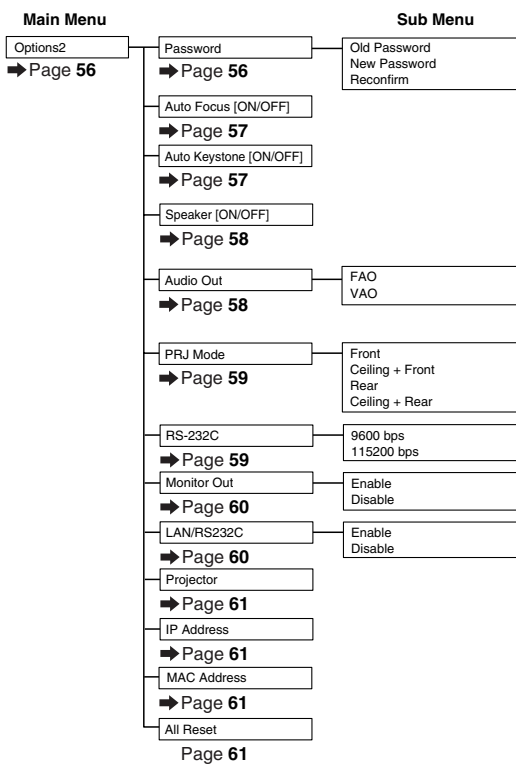 Main Menu
Sub Menu
Options2
➡Page 56
Password
➡Page 56
Old Password
New Password
Reconfirm
Auto Focus [ON/OFF]
➡Page 57
Auto Keystone [ON/OFF]
➡Page 57
Speaker [ON/OFF]
➡Page 58
Audio Out
➡Page 58
FAO
VAO
PRJ Mode
➡Page 59
Front
Ceiling + Front
Rear
Ceiling + Rear
RS-232C
➡Page 59
9600 bps
115200 bps
Monitor Out
➡Page 60
Enable
Disable
LAN/RS232C
➡Page 60
Enable
Disable
Projector
➡Page 61
IP Address
➡Page 61
MAC Address
➡Page 61
All Reset
Page 61